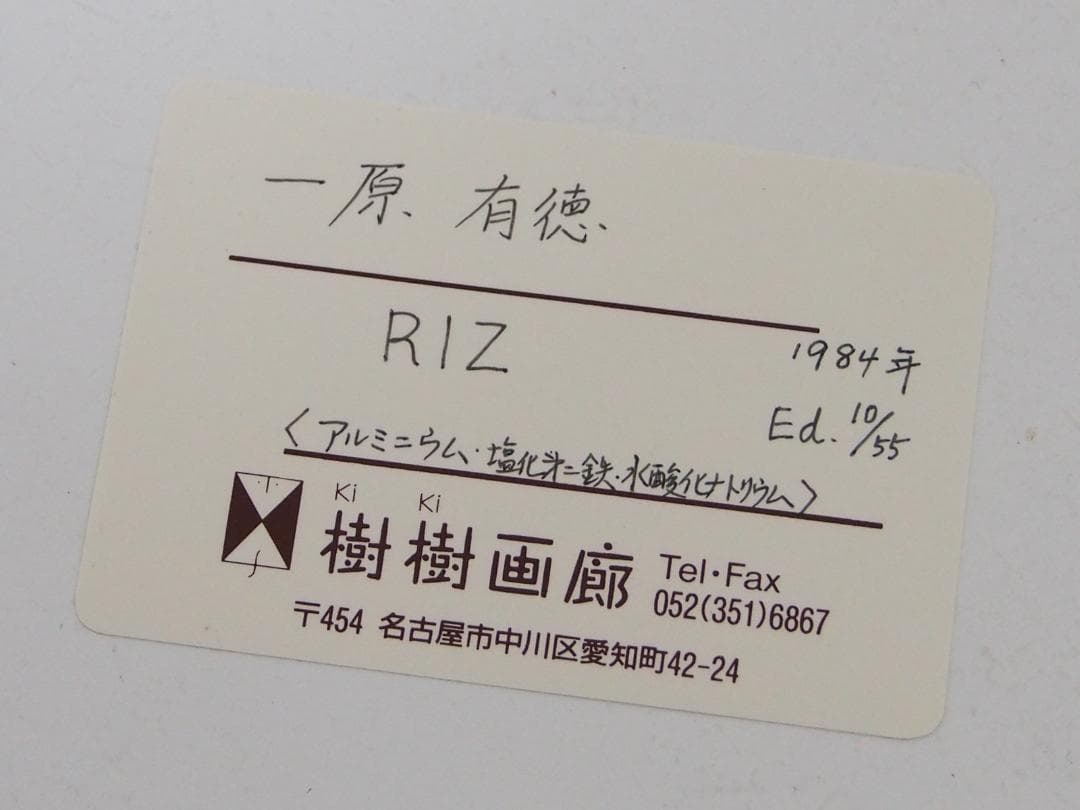 一原 有徳
RIZ
1984年
Ed. 10/55
〈アルミニウム・塩化第二鉄・水酸化ナトリウム〉
Ki Ki
樹樹画廊
Tel・Fax
052(351)6867
〒454 名古屋市中川区愛知町42-24